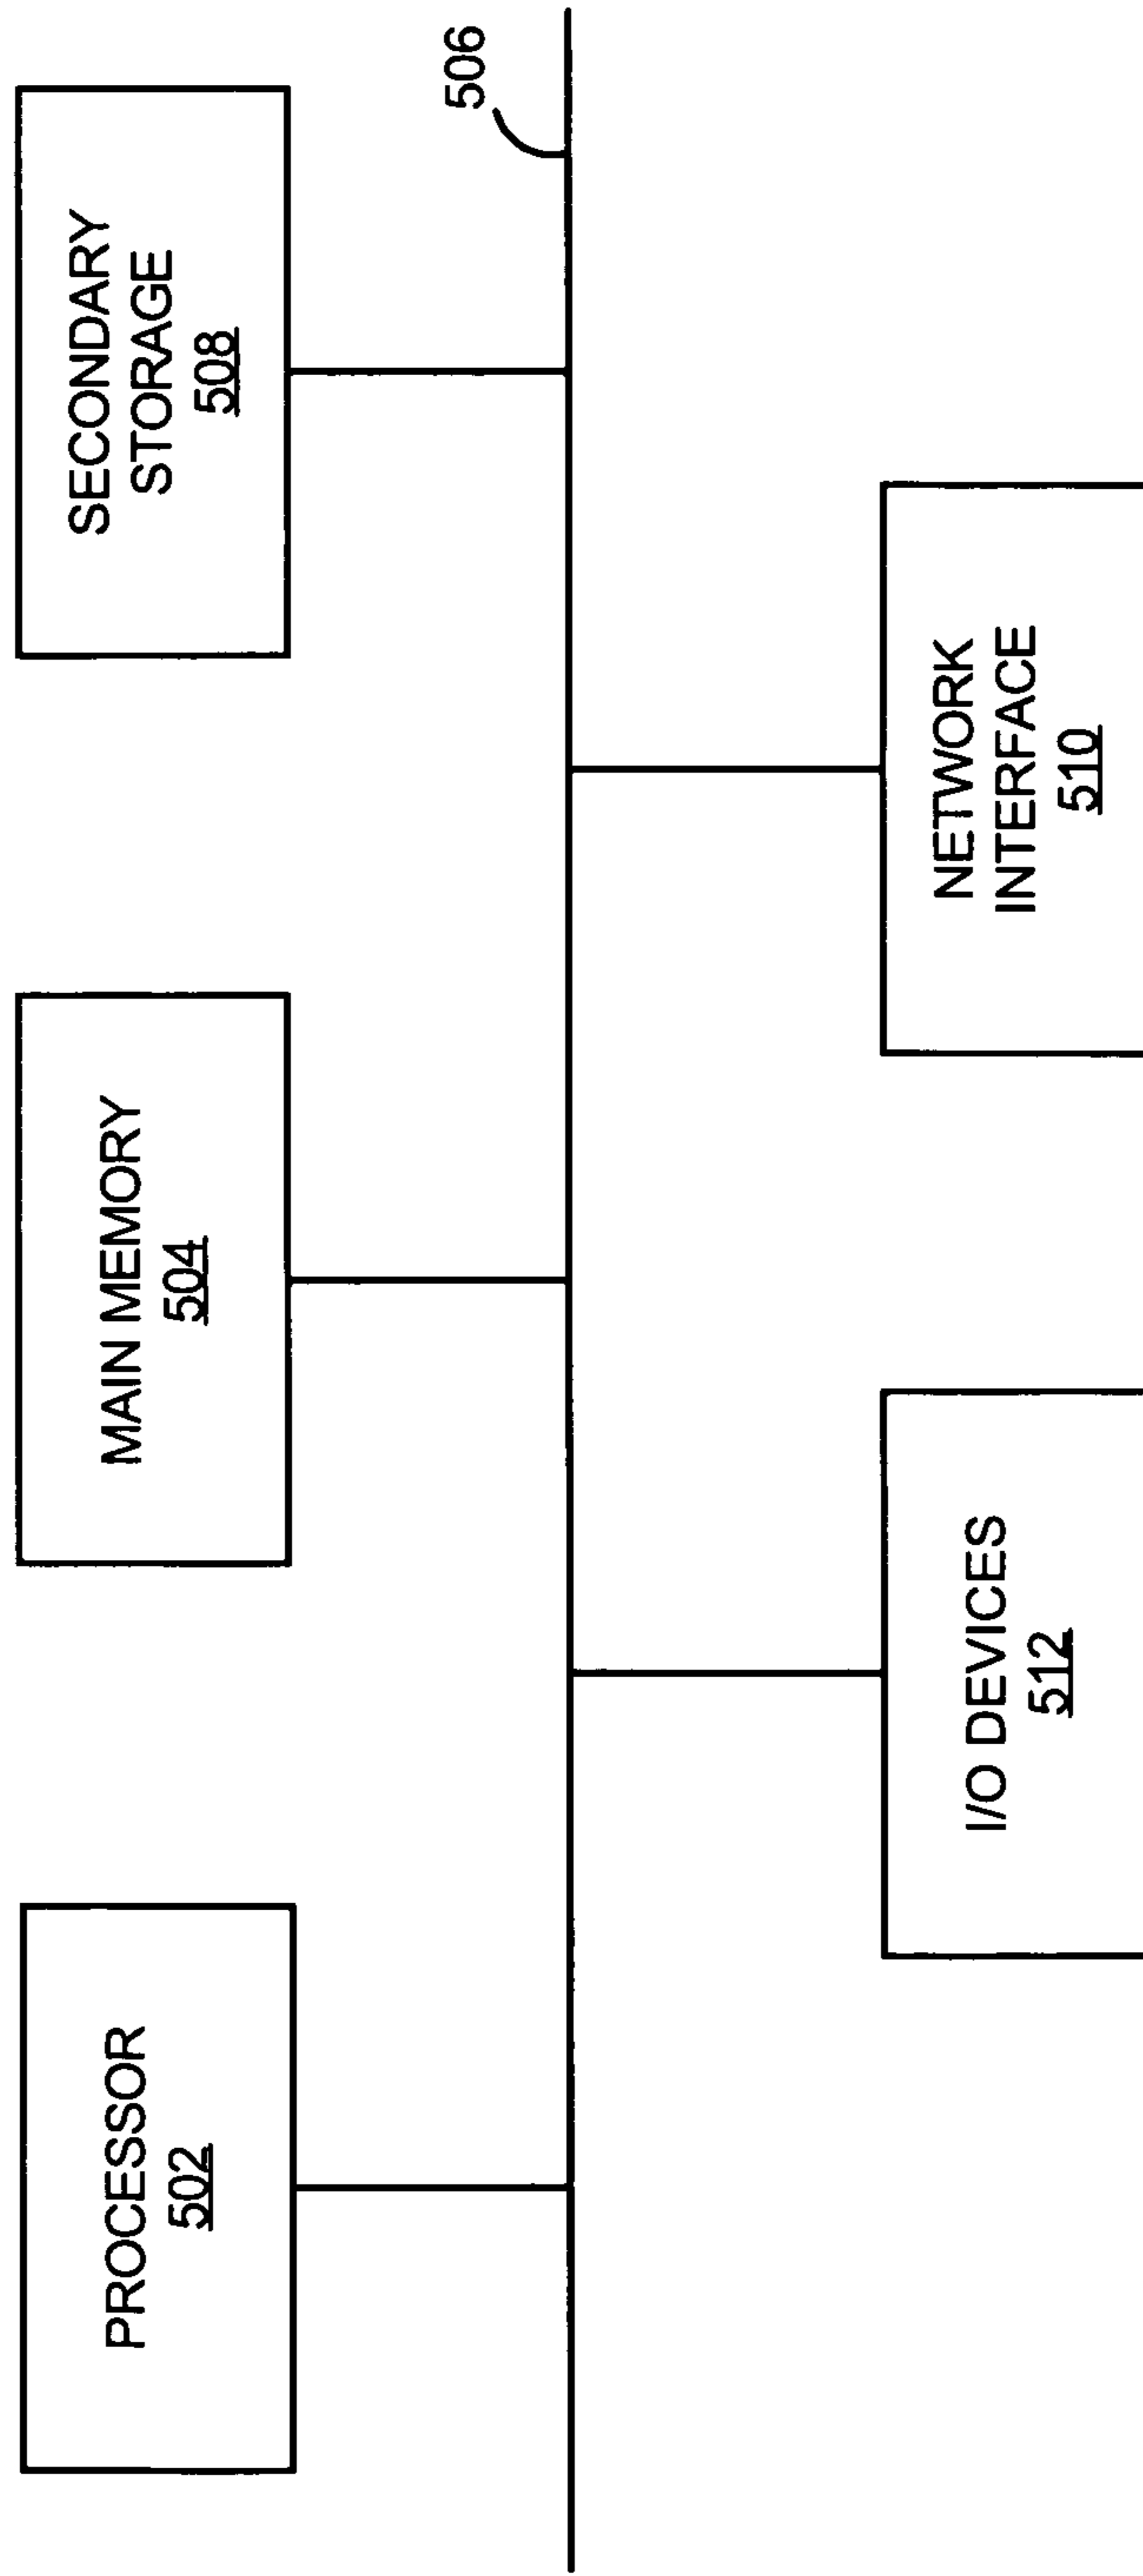 PROCESSOR
502
MAIN MEMORY
504
SECONDARY
STORAGE
508
506
I/O DEVICES
512
NETWORK
INTERFACE
510